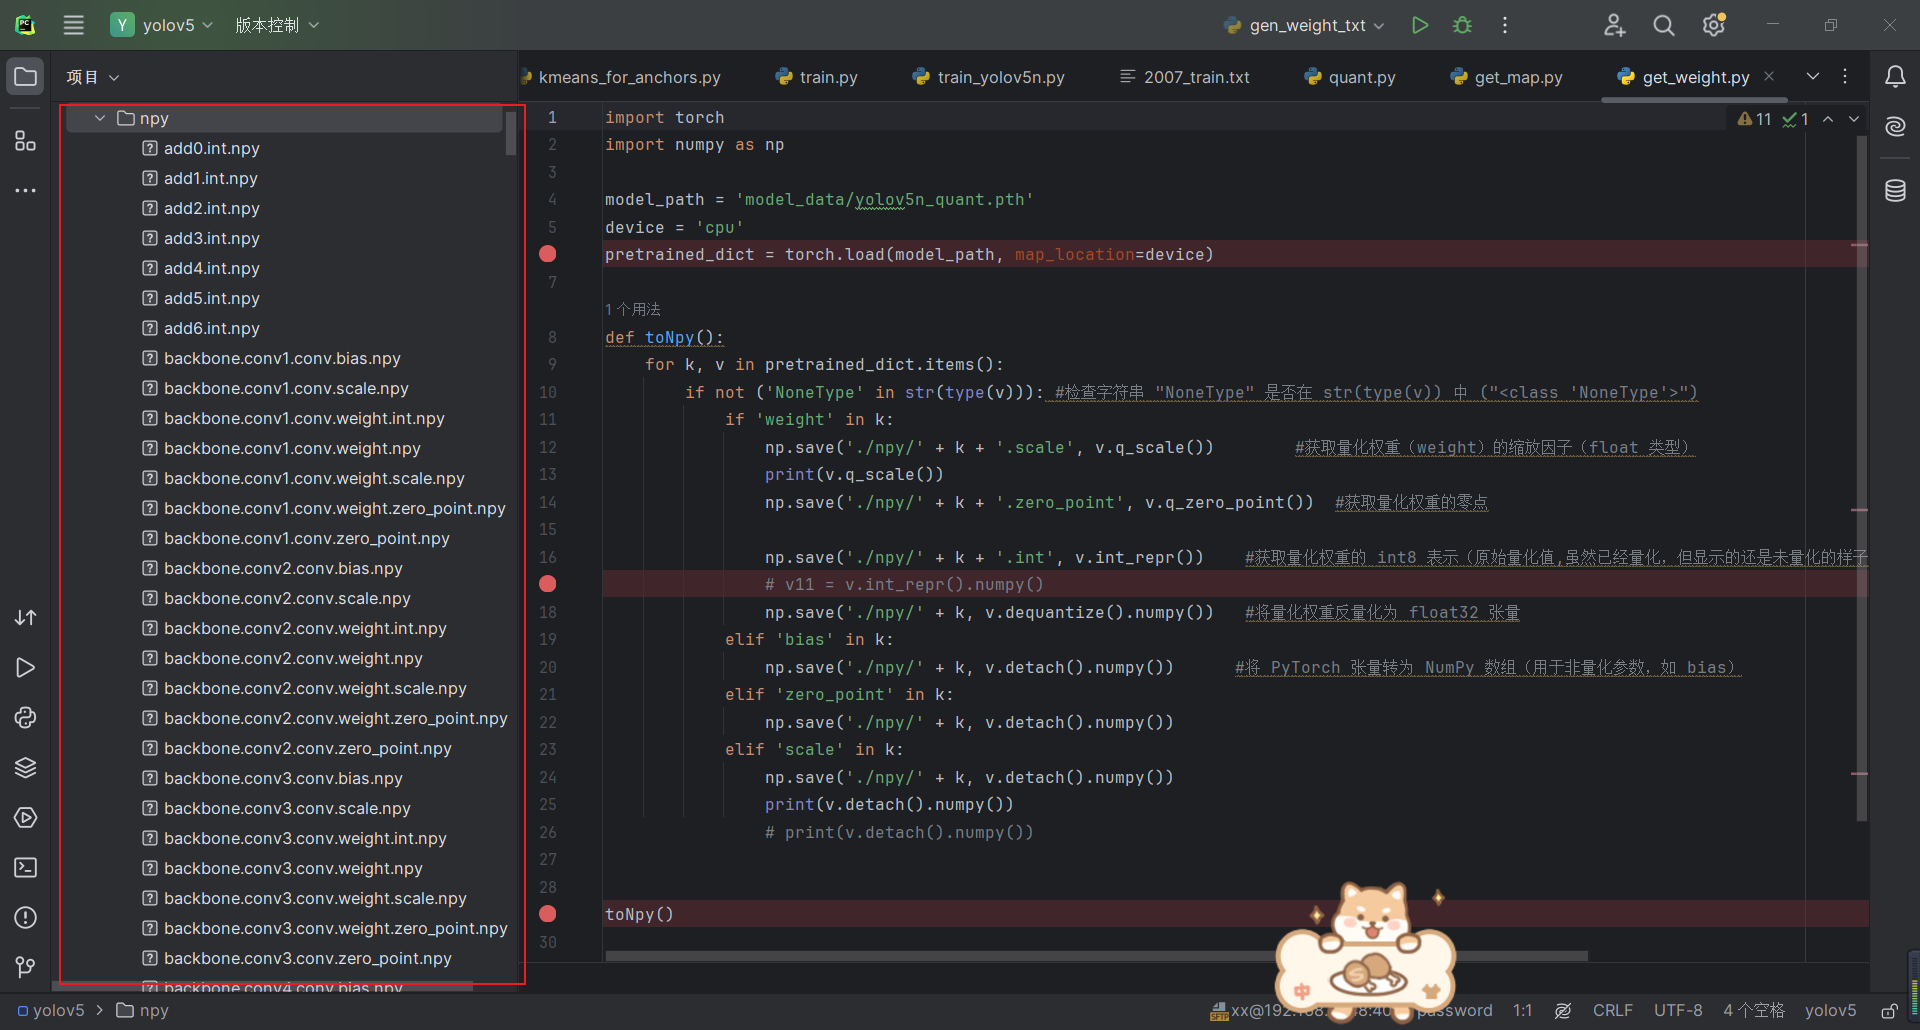 Y yolov5 版本控制 gen_weight_txt
项目
kmeans_for_anchors.py train.py train_yolov5n.py 2007_train.txt quant.py get_map.py get_weight.py
npy
add0.int.npy
add1.int.npy
add2.int.npy
add3.int.npy
add4.int.npy
add5.int.npy
add6.int.npy
backbone.conv1.conv.bias.npy
backbone.conv1.conv.scale.npy
backbone.conv1.conv.weight.int.npy
backbone.conv1.conv.weight.npy
backbone.conv1.conv.weight.scale.npy
backbone.conv1.conv.weight.zero_point.npy
backbone.conv1.conv.zero_point.npy
backbone.conv2.conv.bias.npy
backbone.conv2.conv.scale.npy
backbone.conv2.conv.weight.int.npy
backbone.conv2.conv.weight.npy
backbone.conv2.conv.weight.scale.npy
backbone.conv2.conv.weight.zero_point.npy
backbone.conv2.conv.zero_point.npy
backbone.conv3.conv.bias.npy
backbone.conv3.conv.scale.npy
backbone.conv3.conv.weight.int.npy
backbone.conv3.conv.weight.npy
backbone.conv3.conv.weight.scale.npy
backbone.conv3.conv.weight.zero_point.npy
backbone.conv3.conv.zero_point.npy
backbone.conv4.conv.bias.npy
11 1
1 import torch
2 import numpy as np
3
4 model_path = 'model_data/yolov5n_quant.pth'
5 device = 'cpu'
pretrained_dict = torch.load(model_path, map_location=device)
7
1 个用法
8 def toNpy():
9 for k, v in pretrained_dict.items():
10 if not ('NoneType' in str(type(v))): #检查字符串 "NoneType" 是否在 str(type(v)) 中 ("<class 'NoneType'>")
11 if 'weight' in k:
12 np.save('./npy/' + k + '.scale', v.q_scale()) #获取量化权重（weight）的缩放因子（float 类型）
13 print(v.q_scale())
14 np.save('./npy/' + k + '.zero_point', v.q_zero_point()) #获取量化权重的零点
15
16 np.save('./npy/' + k + '.int', v.int_repr()) #获取量化权重的 int8 表示（原始量化值,虽然已经量化，但显示的还是未量化的样子
# v11 = v.int_repr().numpy()
18 np.save('./npy/' + k, v.dequantize().numpy()) #将量化权重反量化为 float32 张量
19 elif 'bias' in k:
20 np.save('./npy/' + k, v.detach().numpy()) #将 PyTorch 张量转为 NumPy 数组（用于非量化参数，如 bias）
21 elif 'zero_point' in k:
22 np.save('./npy/' + k, v.detach().numpy())
23 elif 'scale' in k:
24 np.save('./npy/' + k, v.detach().numpy())
25 print(v.detach().numpy())
26 # print(v.detach().numpy())
27
28
toNpy()
30
中
yolov5 > npy
SFTP xx@192 password 1:1 CRLF UTF-8 4 个空格 yolov5